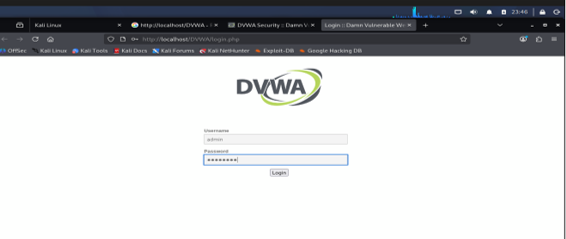 23:46
Kali Linux
http://localhost/DVWA
DVWA Security :: Damn V
Login :: Damn Vulnerable W
http://localhost/DVWA/login.php
OffSec
Kali Linux
Kali Tools
Kali Docs
Kali Forums
Kali NetHunter
Exploit-DB
Google Hacking DB
DVWA
Username
admin
Password
Login